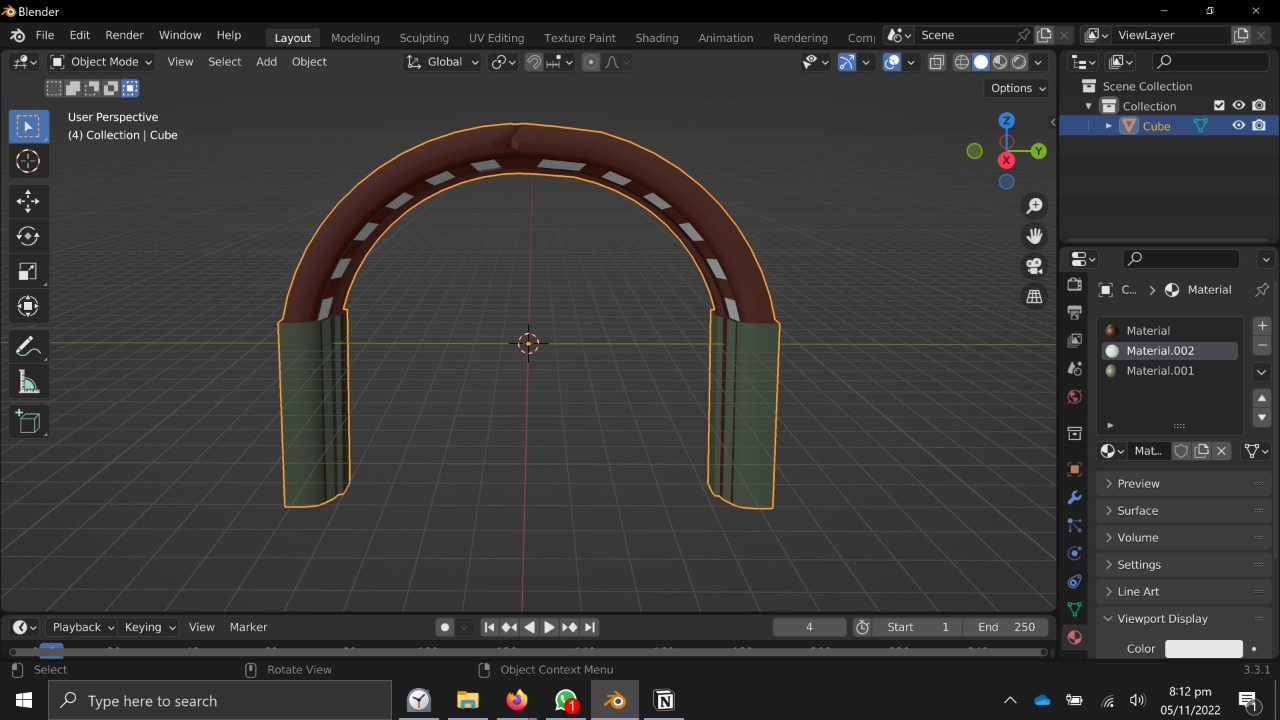 Blender
File Edit Render Window Help Layout Modeling Sculpting UV Editing Texture Paint Shading Animation Rendering Comp Scene ViewLayer
Object Mode View Select Add Object Global
Options
User Perspective
(4) Collection | Cube
Z
Y
X
Scene Collection
Collection
Cube
C... Material
Material
Material.002
Material.001
Mat...
Preview
Surface
Volume
Settings
Line Art
Viewport Display
Color
Playback Keying View Marker 4 Start 1 End 250
Select Rotate View Object Context Menu 3.3.1
Type here to search
1
8:12 pm
05/11/2022
1